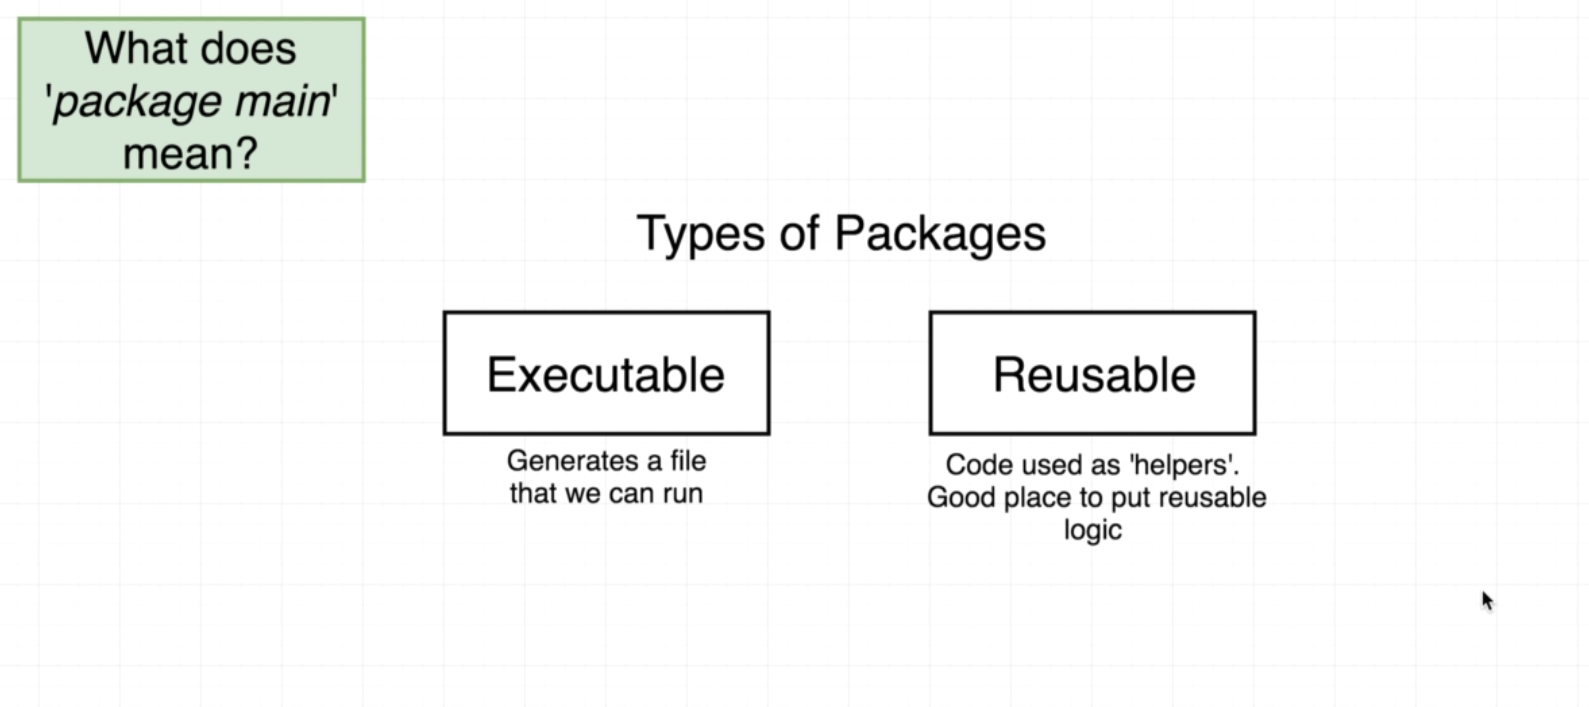 What does
'package main'
mean?
Types of Packages
Executable
Reusable
Generates a file
that we can run
Code used as 'helpers'.
Good place to put reusable
logic